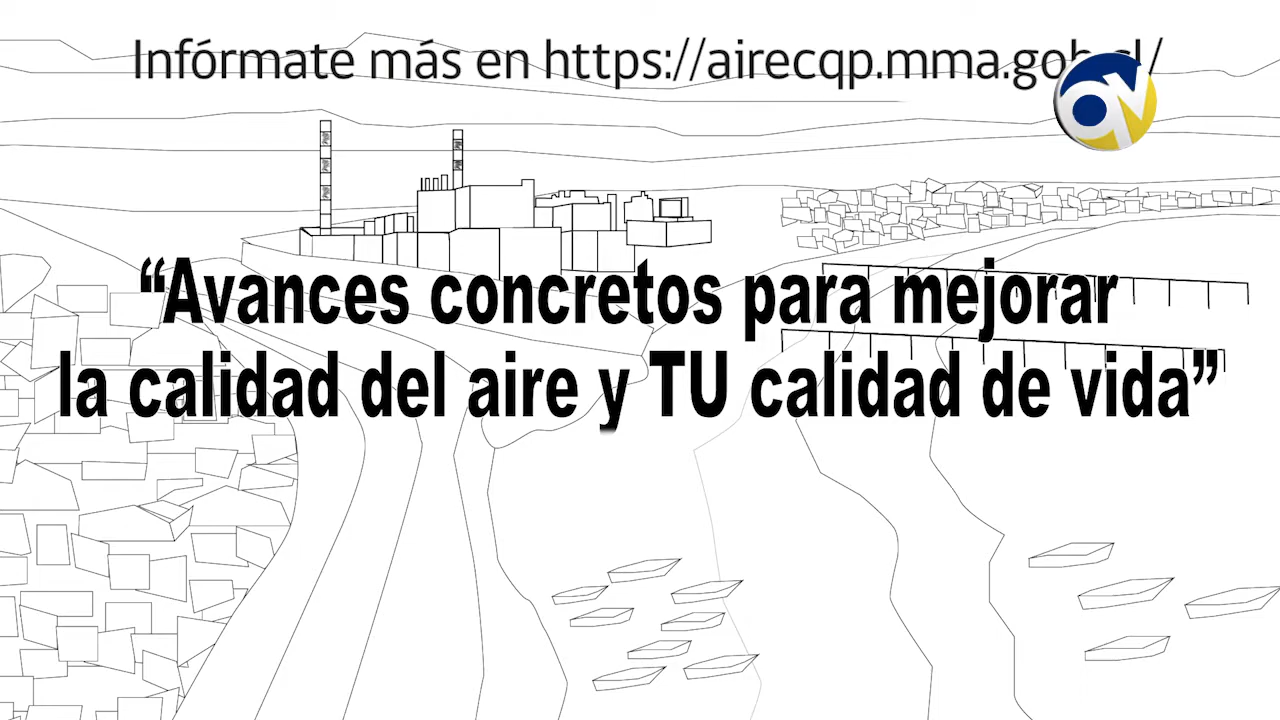 Infórmate más en https://airecqp.mma.gob.cl/
“Avances concretos para mejorar
la calidad del aire y TU calidad de vida”